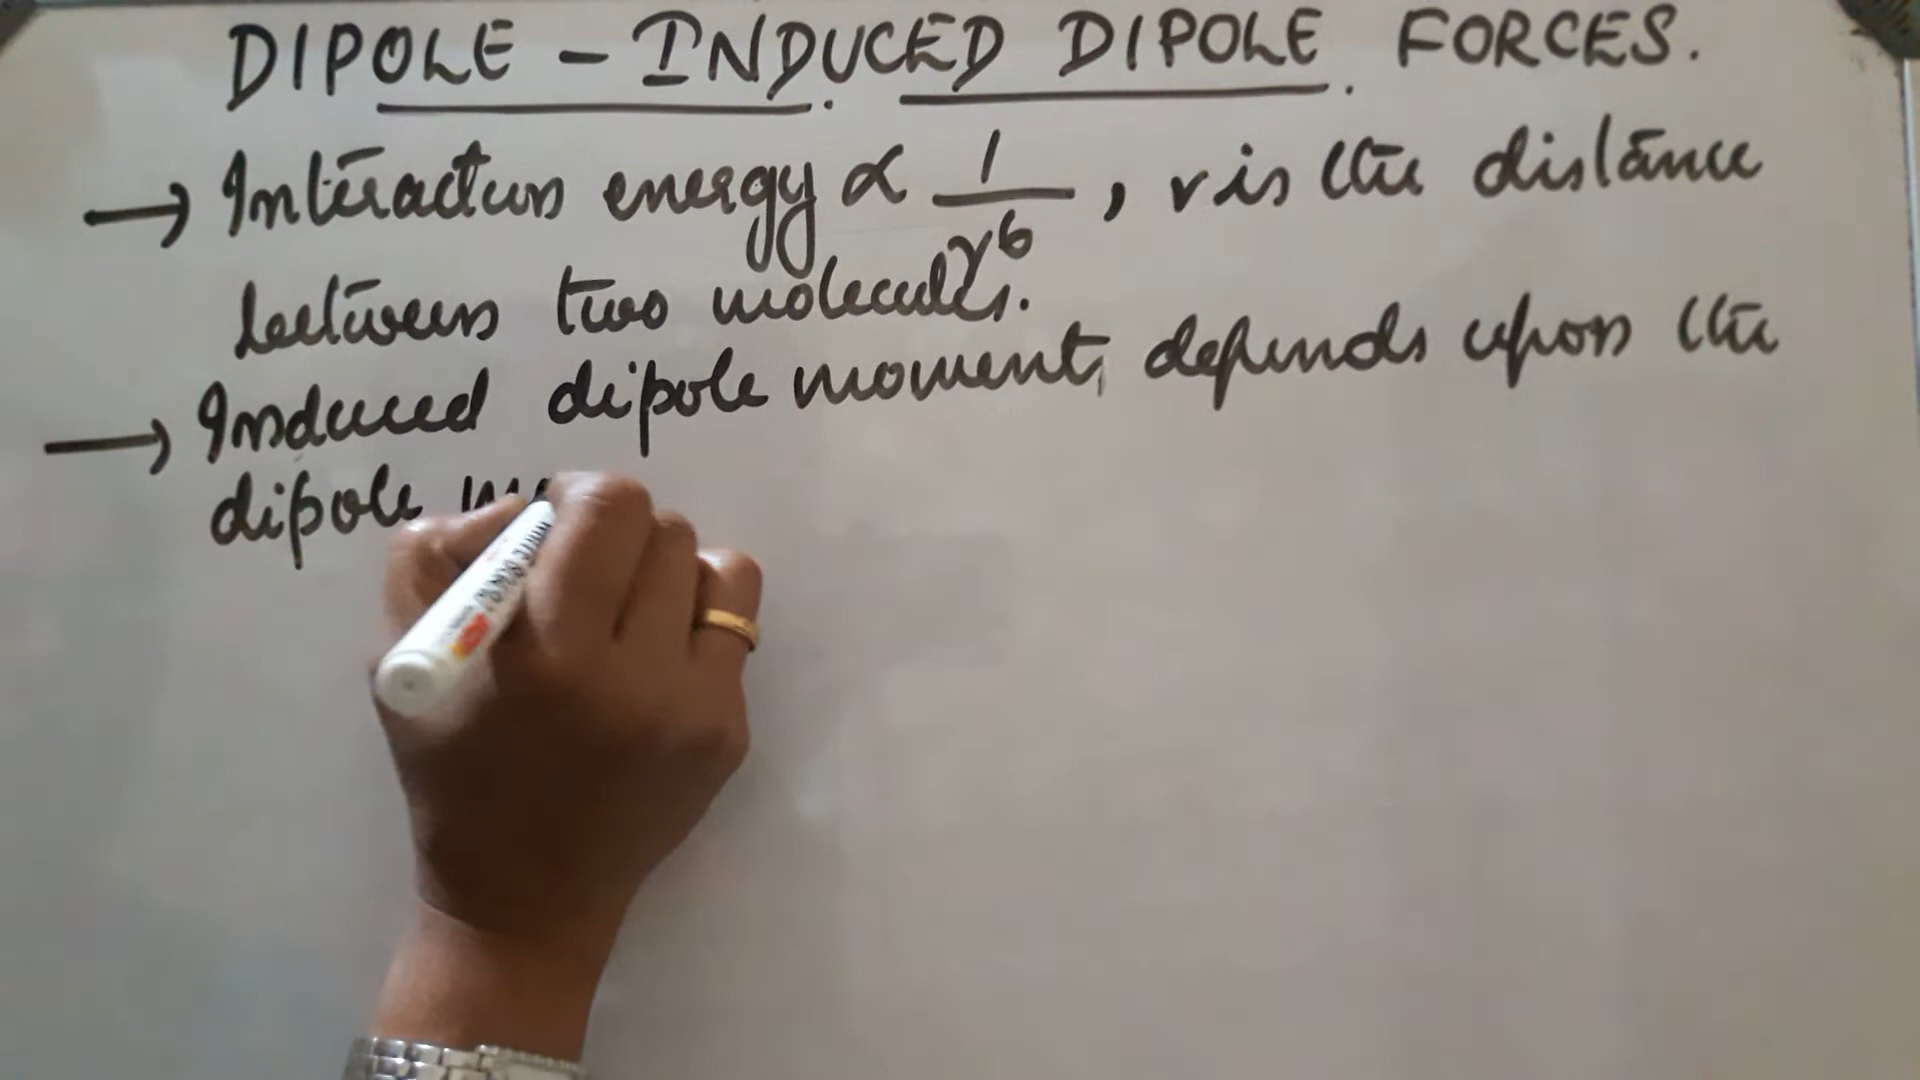 DIPOLE - INDUCED DIPOLE FORCES.
→ Interaction energy ∝ 1/r⁶, r is the distance
between two molecules.
→ Induced dipole moment, depends upon the
dipole